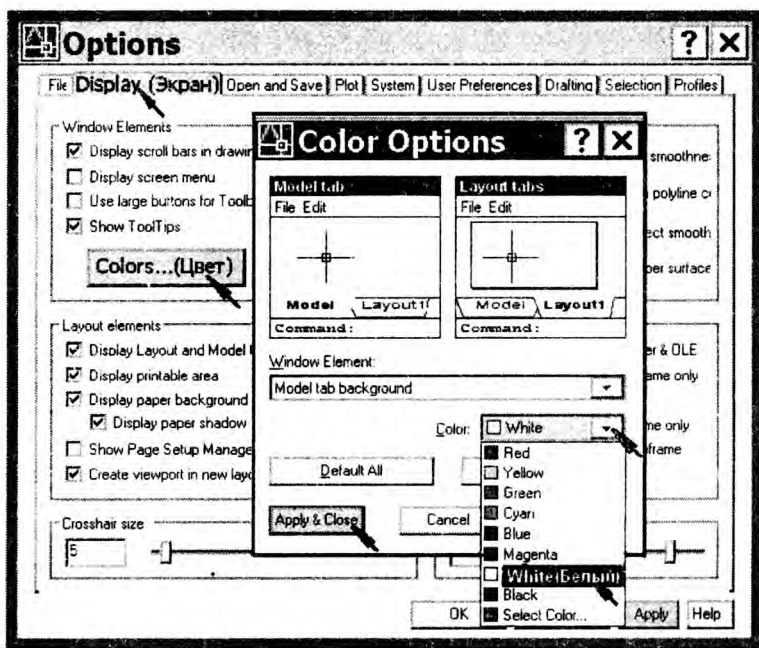 Options ? X
File Display (Экран) Open and Save Plot System User Preferences Drafting Selection Profiles
Window Elements
Display scroll bars in drawin
Display screen menu
Use large buttons for Toolb
Show ToolTips
Colors...(Цвет)
Layout elements
Display Layout and Model
Display printable area
Display paper background
Display paper shadow
Show Page Setup Manage
Create viewport in new layo
Crosshair size
5
Color Options ? X
Model tab
File Edit
Model Layout1
Command:
Layout tabs
File Edit
Model Layout1
Command:
Window Element:
Model tab background
Color: White
Red
Yellow
Green
Cyan
Blue
Magenta
White(Белый)
Black
Select Color...
Default All
Apply & Close Cancel
smoothne
polyline c
ect smooth
er surface
r & OLE
ame only
me only
frame
OK Apply Help